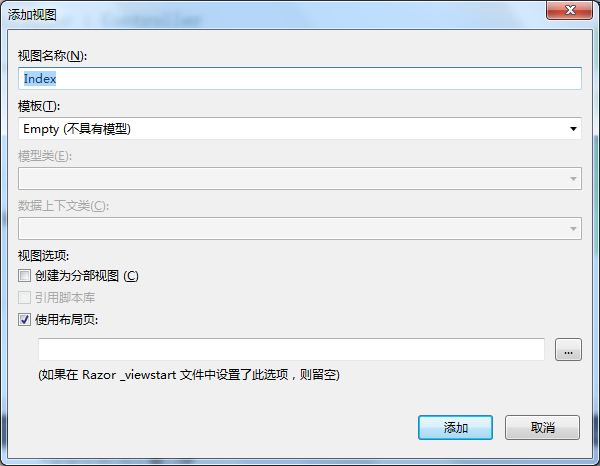 添加视图
视图名称(N):
Index
模板(T):
Empty (不具有模型)
模型类(E):
数据上下文类(C):
视图选项:
创建为分部视图 (C)
引用脚本库
使用布局页:
...
(如果在 Razor _viewstart 文件中设置了此选项，则留空)
添加
取消